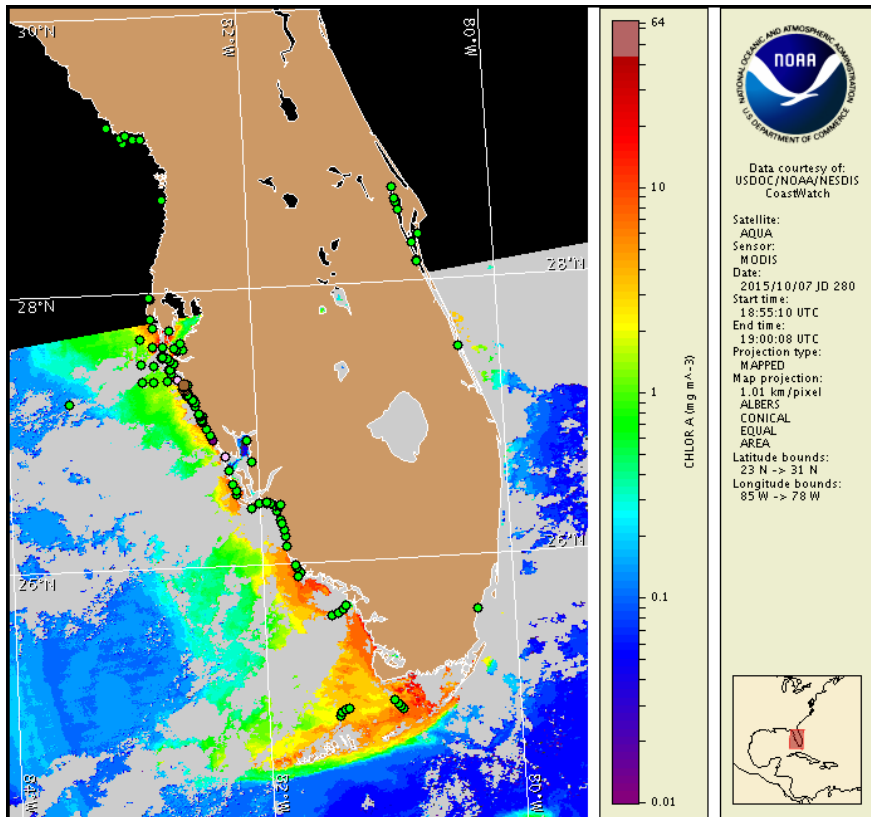 30°N
82°W
80°W
28°N
28°N
26°N
26°N
84°W
82°W
80°W
64
10
1
0.1
0.01
CHLOR A (mg m^-3)
NATIONAL OCEANIC AND ATMOSPHERIC ADMINISTRATION
NOAA
U.S. DEPARTMENT OF COMMERCE
Data courtesy of:
USDOC/NOAA/NESDIS
CoastWatch
Satellite:
AQUA
Sensor:
MODIS
Date:
2015/10/07 JD 280
Start time:
18:55:10 UTC
End time:
19:00:08 UTC
Projection type:
MAPPED
Map projection:
1.01 km/pixel
ALBERS
CONICAL
EQUAL
AREA
Latitude bounds:
23 N -> 31 N
Longitude bounds:
85 W -> 78 W